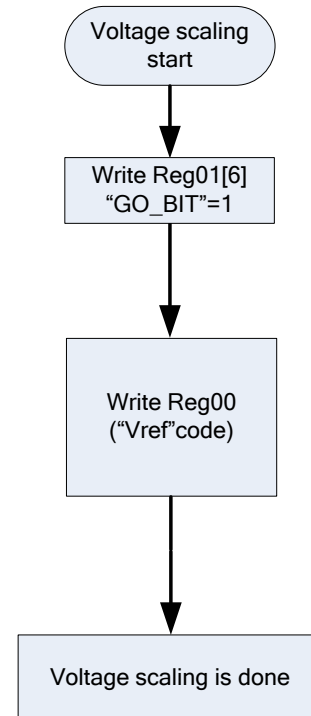 Voltage scaling
start
Write Reg01[6]
“GO_BIT”=1
Write Reg00
(“Vref”code)
Voltage scaling is done